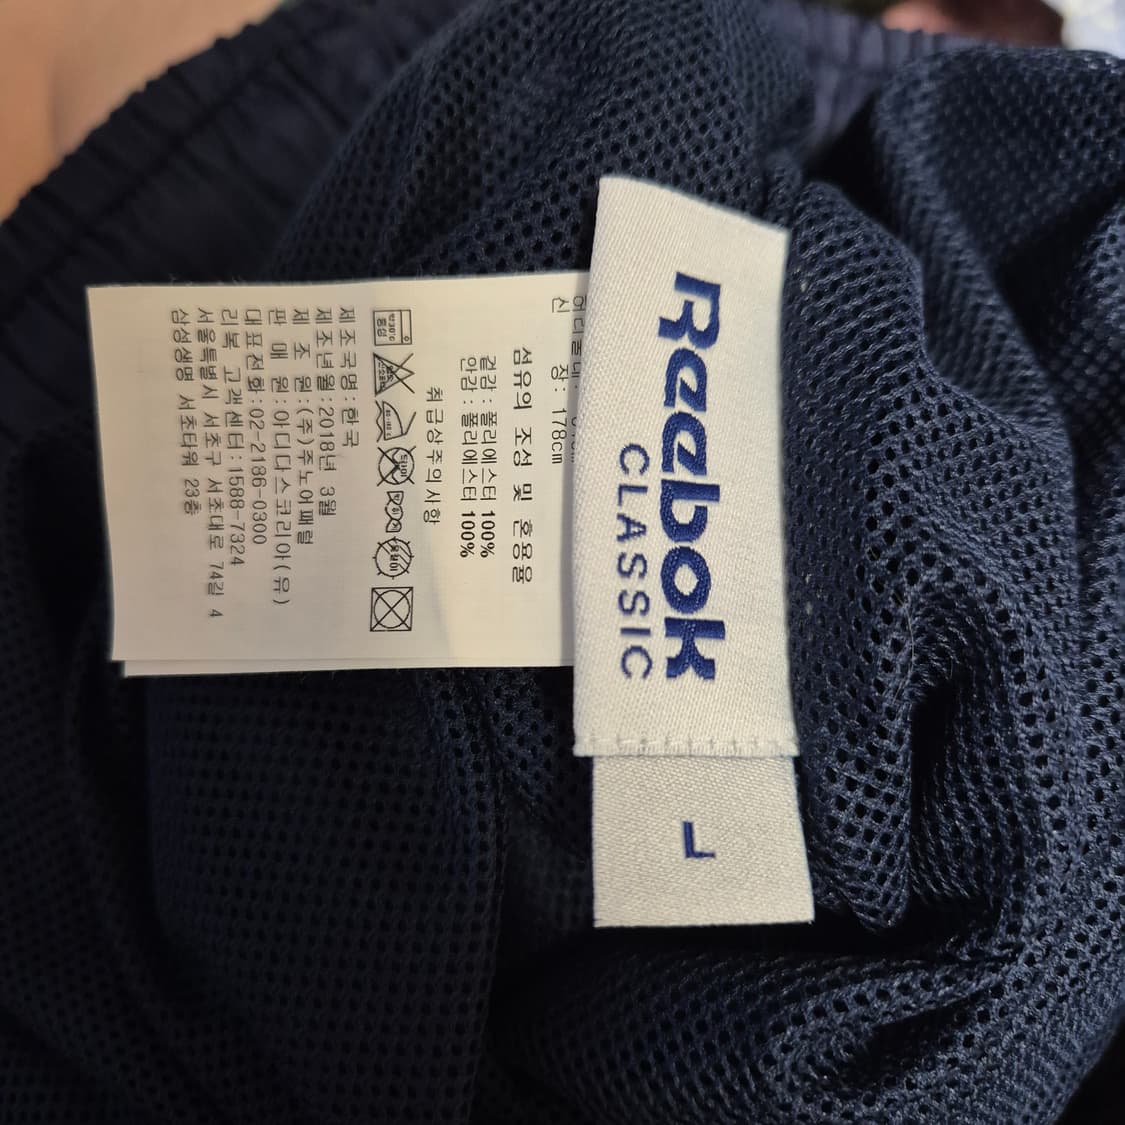 Reebok
CLASSIC
L
신 장: 178cm
섬유의 조성 및 혼용율
겉감: 폴리에스터 100%
안감: 폴리에스터 100%
취급상주의사항
제조국명: 한국
제조년월: 2018년 3월
제 조 원: (주)주노어패럴
판 매 원: 아디다스코리아(유)
대표전화: 02-2186-0300
리복 고객센터: 1588-7324
서울특별시 서초구 서초대로 74길 4
삼성생명 서초타워 23층